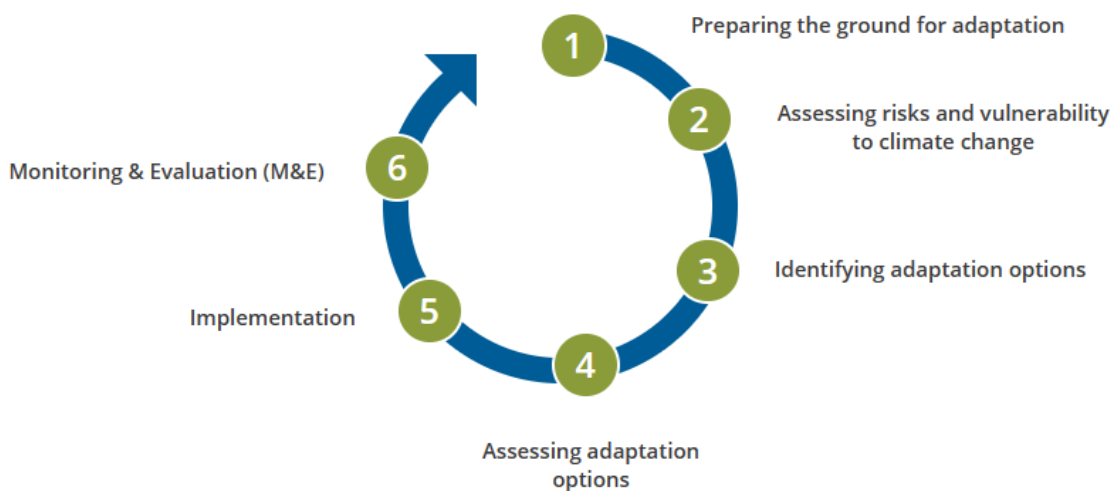 1
Preparing the ground for adaptation
2
Assessing risks and vulnerability
to climate change
3
Identifying adaptation options
4
Assessing adaptation
options
5
Implementation
6
Monitoring & Evaluation (M&E)